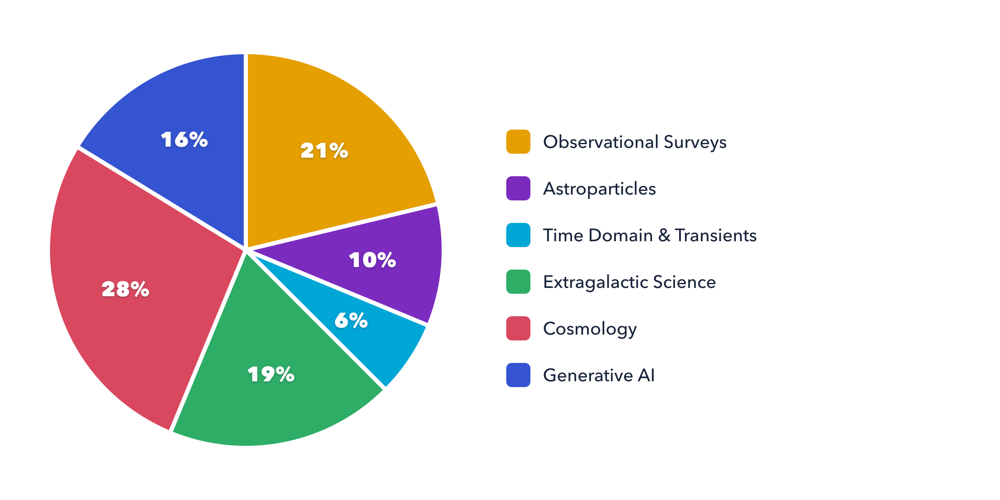 16%
21%
10%
28%
6%
19%
Observational Surveys
Astroparticles
Time Domain & Transients
Extragalactic Science
Cosmology
Generative AI